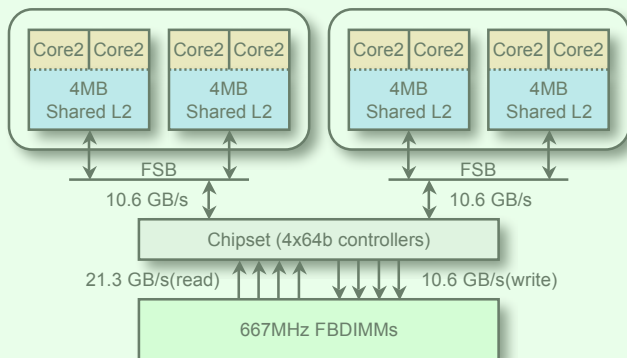 Core2 Core2 Core2 Core2 Core2 Core2 Core2 Core2
4MB 4MB 4MB 4MB
Shared L2 Shared L2 Shared L2 Shared L2
FSB FSB
10.6 GB/s 10.6 GB/s
Chipset (4x64b controllers)
21.3 GB/s(read) 10.6 GB/s(write)
667MHz FBDIMMs